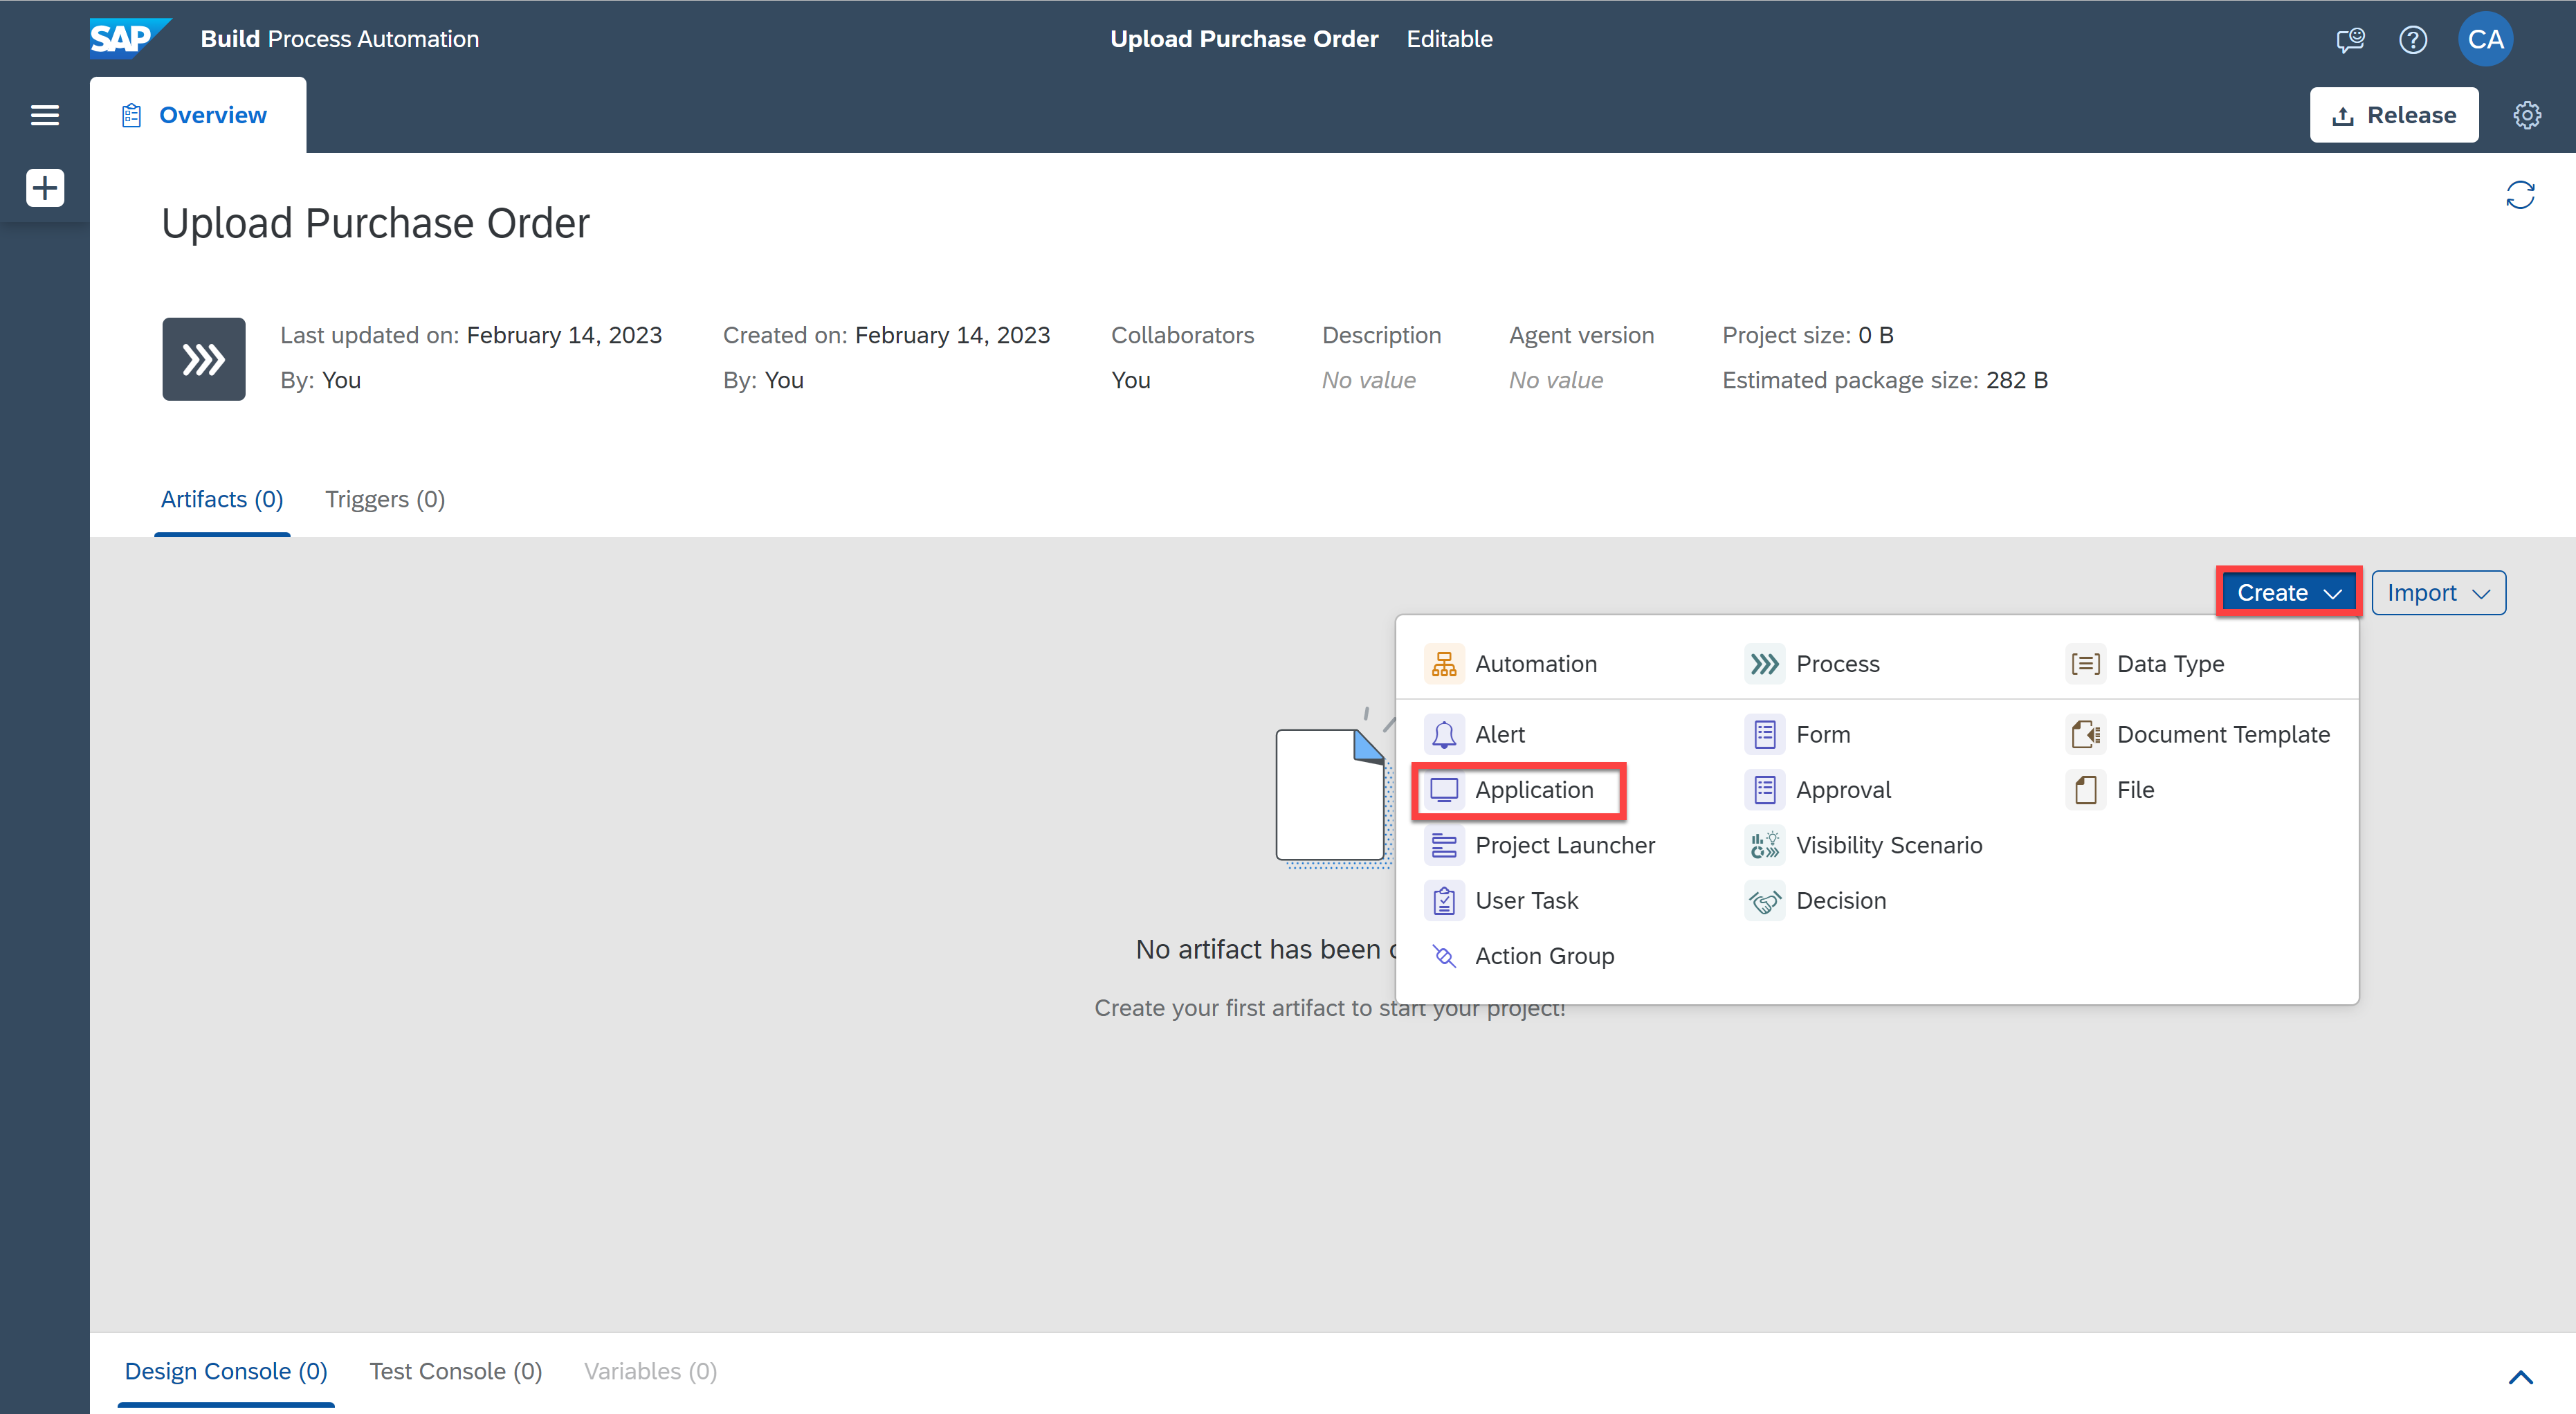 SAP Build Process Automation Upload Purchase Order Editable CA
Overview Release
Upload Purchase Order
Last updated on: February 14, 2023 Created on: February 14, 2023 Collaborators Description Agent version Project size: 0 B
By: You By: You You No value No value Estimated package size: 282 B
Artifacts (0) Triggers (0)
Create Import
Automation Process Data Type
Alert Form Document Template
Application Approval File
Project Launcher Visibility Scenario
User Task Decision
No artifact has been
Action Group
Create your first artifact to start your project!
Design Console (0) Test Console (0) Variables (0)